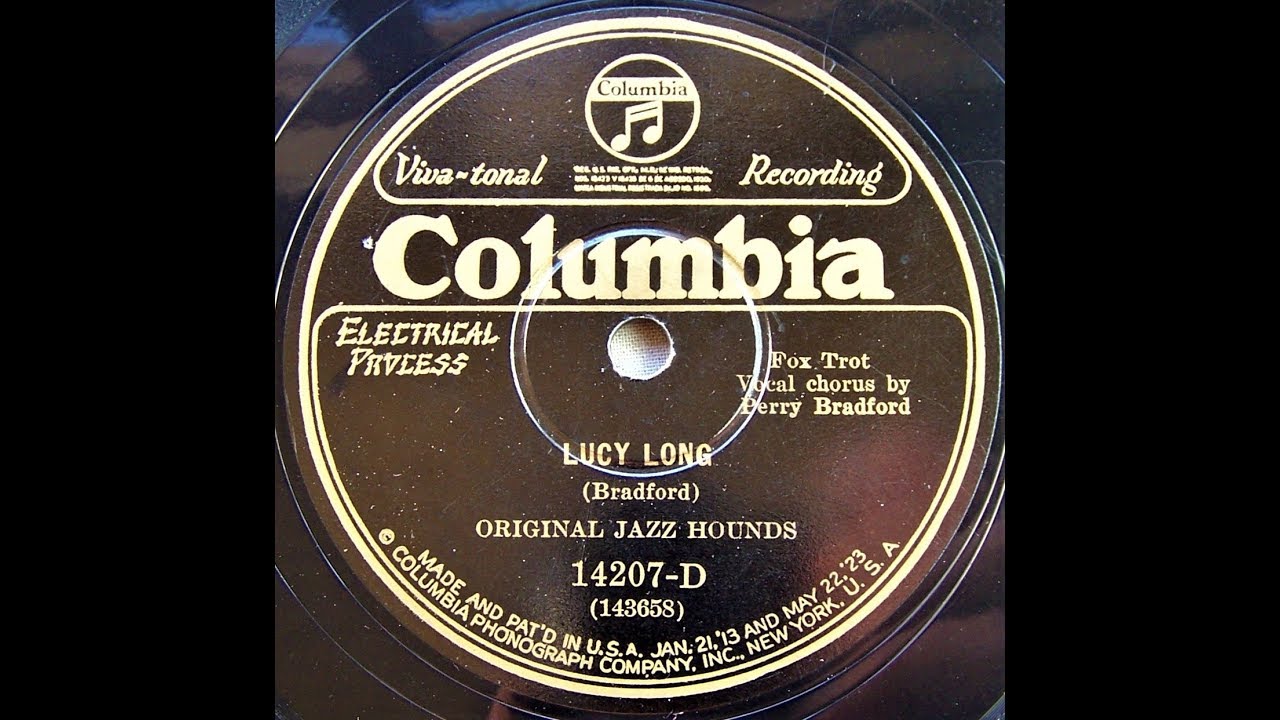 Columbia
Viva-tonal Recording
Columbia
ELECTRICAL
PROCESS
Fox Trot
Vocal chorus by
Perry Bradford
LUCY LONG
(Bradford)
ORIGINAL JAZZ HOUNDS
14207-D
(143658)
MADE AND PAT'D IN U.S.A. JAN. 21,'13 AND MAY 22,'23
© COLUMBIA PHONOGRAPH COMPANY, INC., NEW YORK, U. S. A.